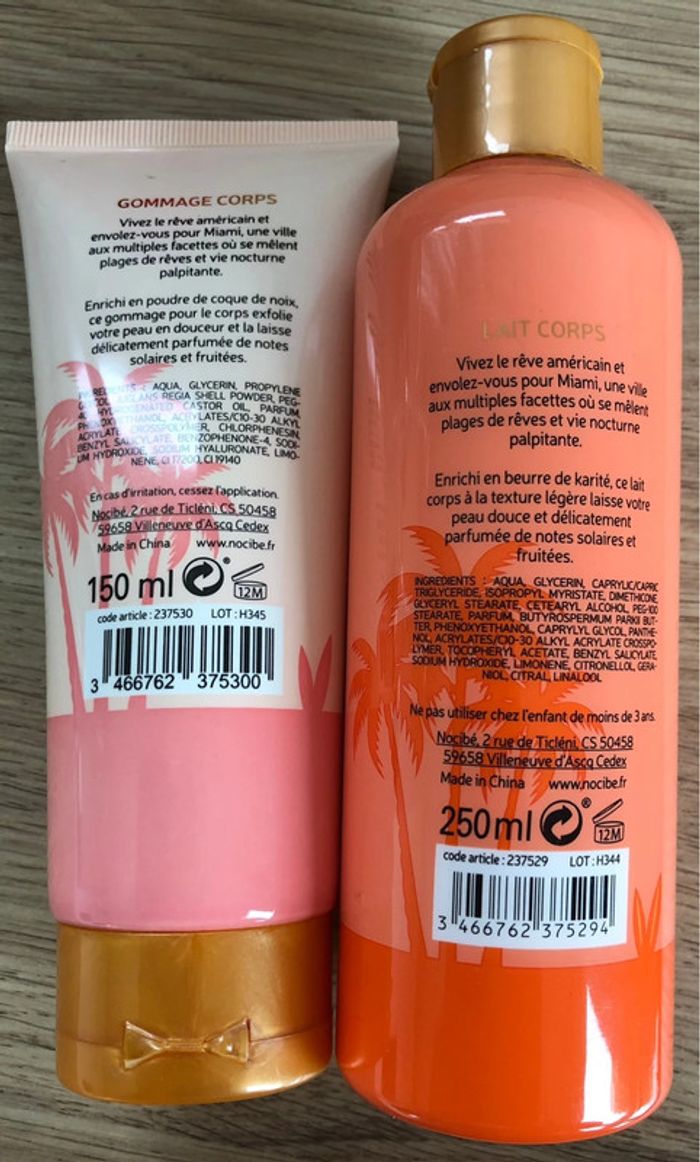 GOMMAGE CORPS
Vivez le rêve américain et
envolez-vous pour Miami, une ville
aux multiples facettes où se mêlent
plages de rêves et vie nocturne
palpitante.
Enrichi en poudre de coque de noix,
ce gommage pour le corps exfolie
votre peau en douceur et la laisse
délicatement parfumée de notes
solaires et fruitées.
INGREDIENTS : AQUA, GLYCERIN, PROPYLENE
GLYCOL, JUGLANS REGIA SHELL POWDER, PEG-
40 HYDROGENATED CASTOR OIL, PARFUM,
PHENOXYETHANOL, ACRYLATES/C10-30 ALKYL
ACRYLATE CROSSPOLYMER, CHLORPHENESIN,
BENZYL SALICYLATE, BENZOPHENONE-4, SODI-
UM HYDROXIDE, SODIUM HYALURONATE, LIMO-
NENE, CI 17200, CI 19140
En cas d'irritation, cessez l'application.
Nocibé, 2 rue de Ticléni, CS 50458
59658 Villeneuve d'Ascq Cedex
Made in China www.nocibe.fr
150 ml ® 12M
code article : 237530 LOT : H345
3 466762 375300
LAIT CORPS
Vivez le rêve américain et
envolez-vous pour Miami, une ville
aux multiples facettes où se mêlent
plages de rêves et vie nocturne
palpitante.
Enrichi en beurre de karité, ce lait
corps à la texture légère laisse votre
peau douce et délicatement
parfumée de notes solaires et
fruitées.
INGREDIENTS : AQUA, GLYCERIN, CAPRYLIC/CAPRIC
TRIGLYCERIDE, ISOPROPYL MYRISTATE, DIMETHICONE
GLYCERYL STEARATE, CETEARYL ALCOHOL, PEG-100
STEARATE, PARFUM, BUTYROSPERMUM PARKII BUT-
TER, PHENOXYETHANOL, CAPRYLYL GLYCOL, PANTHE-
NOL, ACRYLATES/C10-30 ALKYL ACRYLATE CROSSPO-
LYMER, TOCOPHERYL ACETATE, BENZYL SALICYLATE,
SODIUM HYDROXIDE, LIMONENE, CITRONELLOL, GERA-
NIOL, CITRAL, LINALOOL
Ne pas utiliser chez l'enfant de moins de 3 ans.
Nocibé, 2 rue de Ticléni, CS 50458
59658 Villeneuve d'Ascq Cedex
Made in China www.nocibe.fr
250 ml ® 12M
code article : 237529 LOT : H344
3 466762 375294